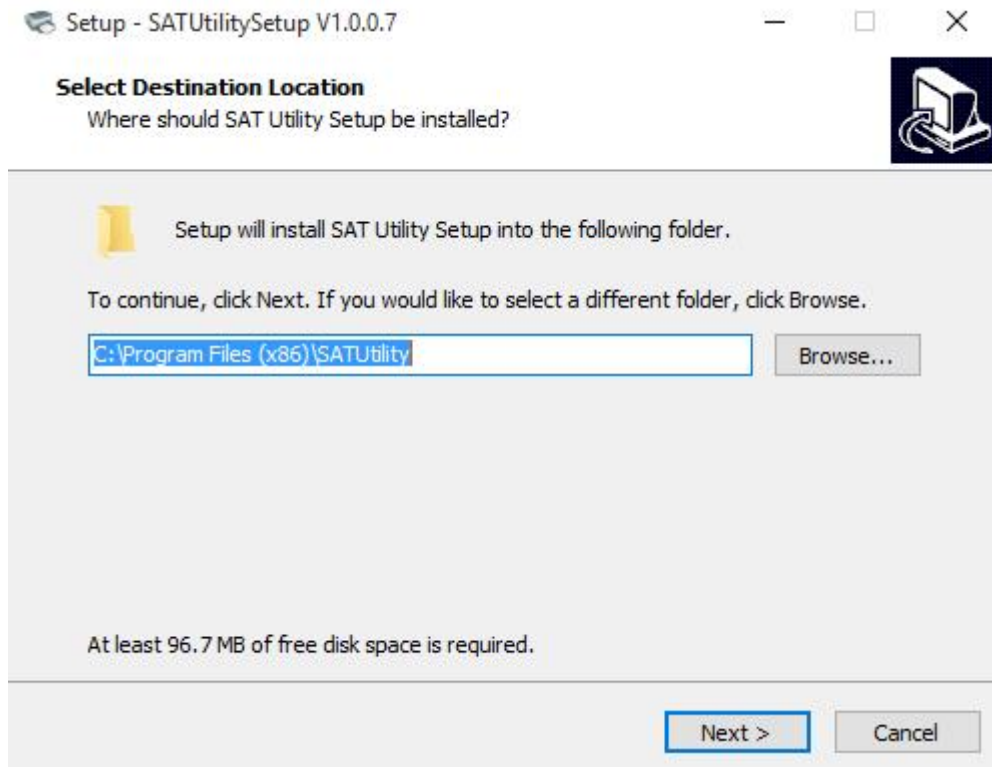 Setup - SATUtilitySetup V1.0.0.7
Select Destination Location
Where should SAT Utility Setup be installed?
Setup will install SAT Utility Setup into the following folder.
To continue, click Next. If you would like to select a different folder, click Browse.
C:\Program Files (x86)\SATUtility
Browse...
At least 96.7 MB of free disk space is required.
Next >
Cancel